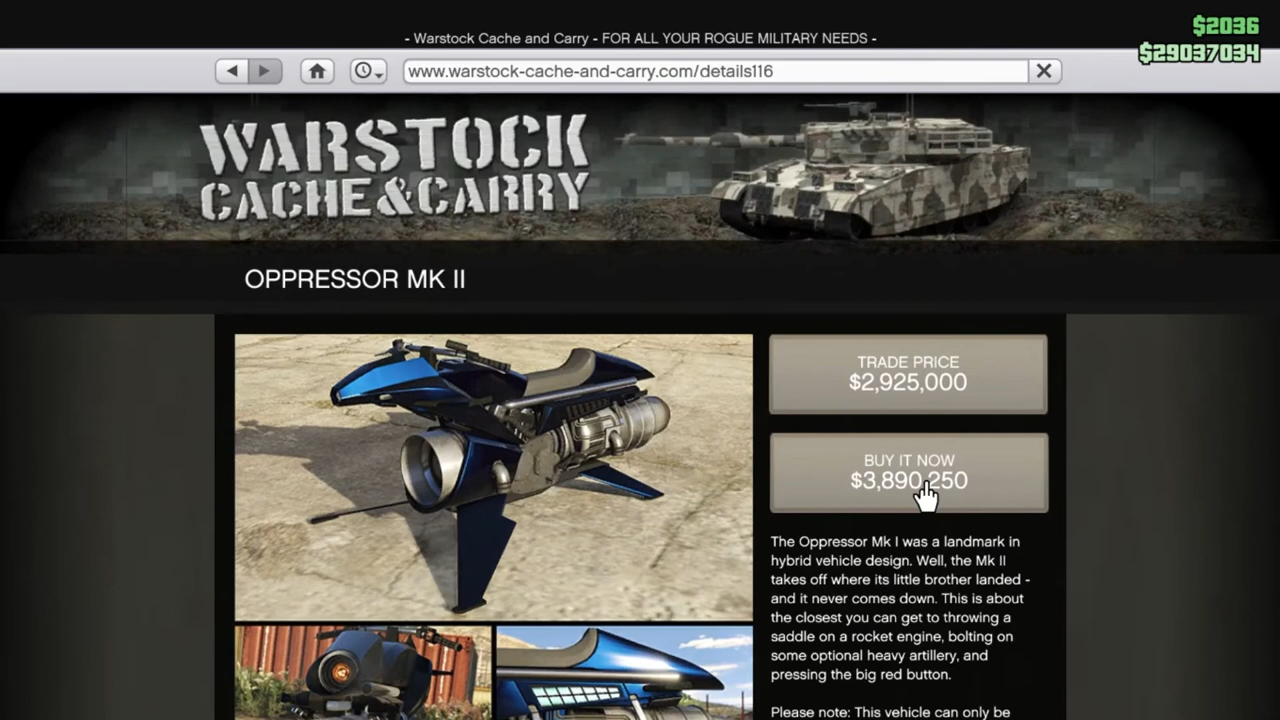 - Warstock Cache and Carry - FOR ALL YOUR ROGUE MILITARY NEEDS -
$2036
$29037034
www.warstock-cache-and-carry.com/details116
WARSTOCK
CACHE&CARRY
OPPRESSOR MK II
TRADE PRICE
$2,925,000
BUY IT NOW
$3,890,250
The Oppressor Mk I was a landmark in
hybrid vehicle design. Well, the Mk II
takes off where its little brother landed -
and it never comes down. This is about
the closest you can get to throwing a
saddle on a rocket engine, bolting on
some optional heavy artillery, and
pressing the big red button.
Please note: This vehicle can only be